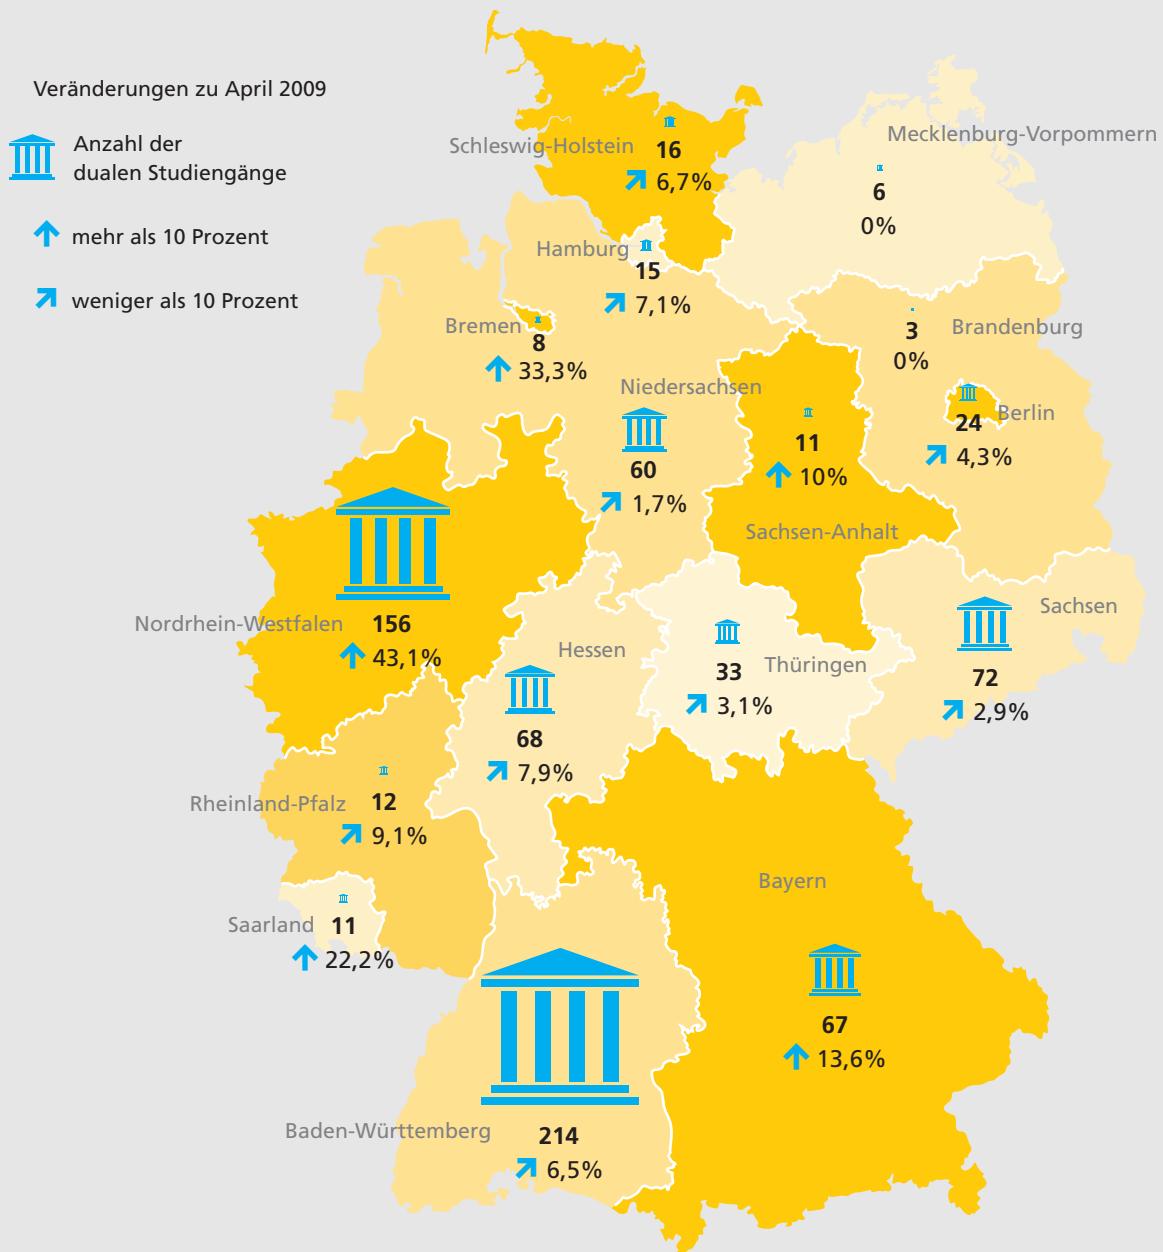 Veränderungen zu April 2009
Anzahl der
dualen Studiengänge
mehr als 10 Prozent
weniger als 10 Prozent
Schleswig-Holstein
16
6,7%
Mecklenburg-Vorpommern
6
0%
Hamburg
15
7,1%
Bremen
8
33,3%
Brandenburg
3
0%
Niedersachsen
60
1,7%
Berlin
24
4,3%
11
10%
Sachsen-Anhalt
Nordrhein-Westfalen
156
43,1%
Sachsen
72
2,9%
Hessen
68
7,9%
Thüringen
33
3,1%
Rheinland-Pfalz
12
9,1%
Saarland
11
22,2%
Bayern
67
13,6%
Baden-Württemberg
214
6,5%